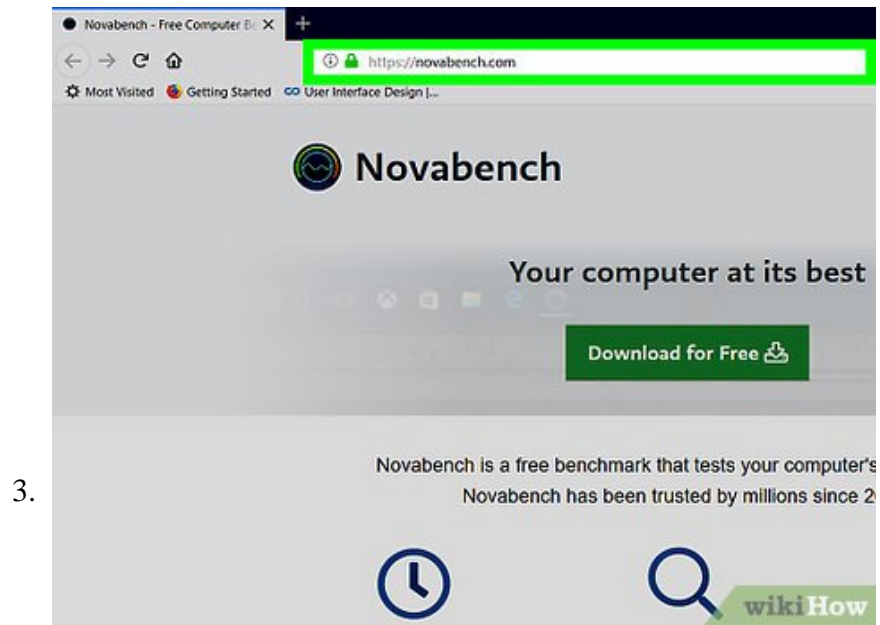 Novabench - Free Computer Be
https://novabench.com
Most Visited Getting Started User Interface Design |...
Novabench
Your computer at its best
Download for Free
Novabench is a free benchmark that tests your computer's
3.
Novabench has been trusted by millions since 2
wikiHow